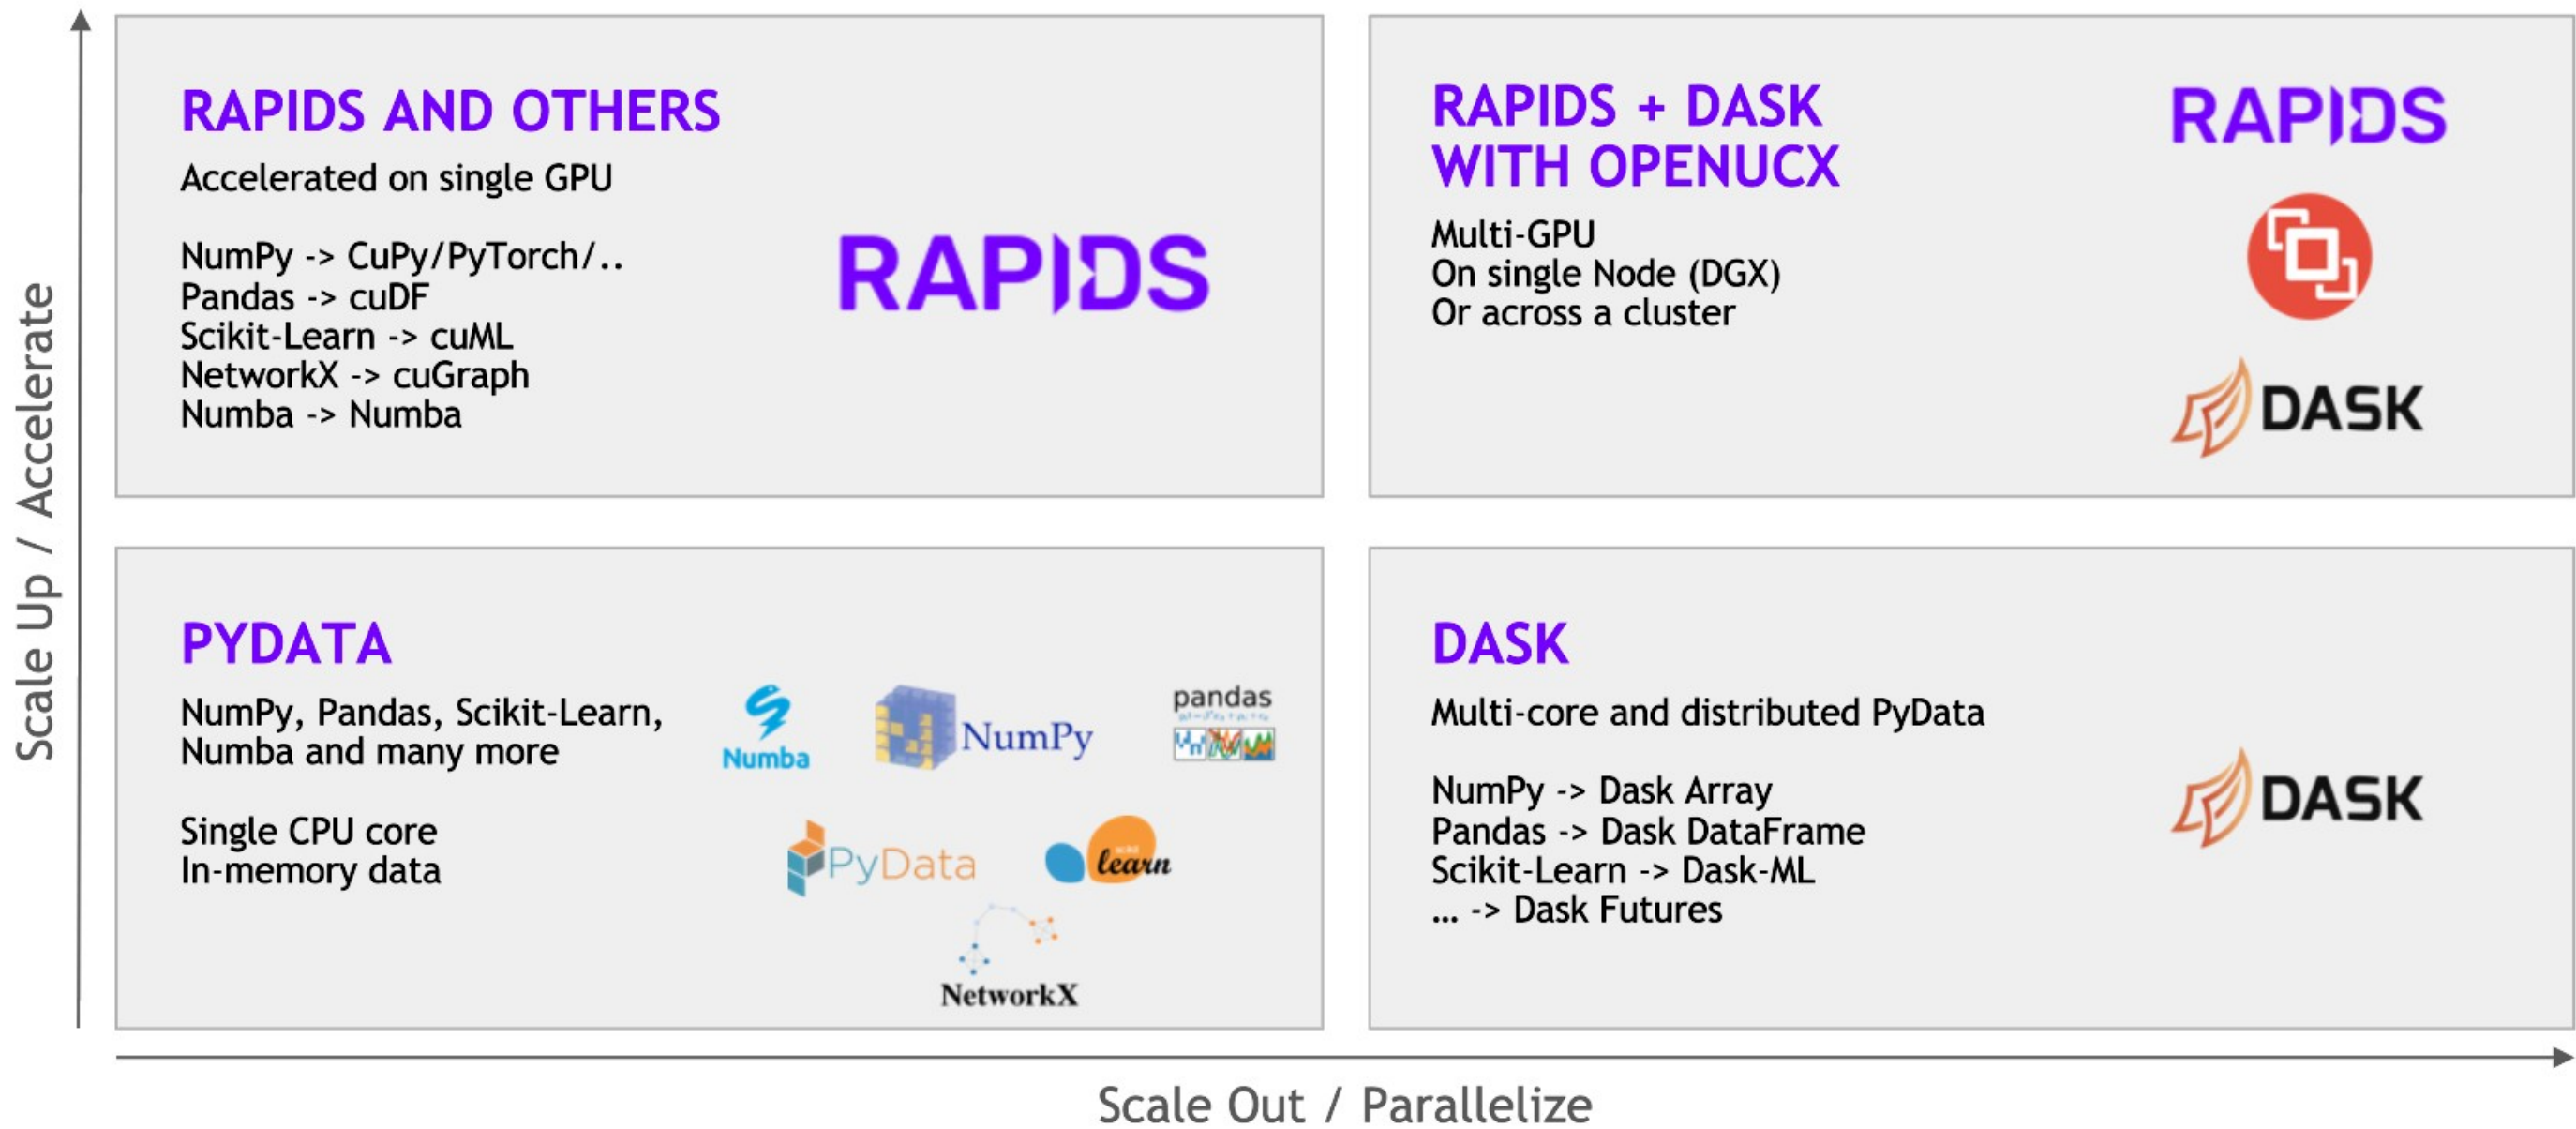 Scale Up / Accelerate
RAPIDS AND OTHERS
Accelerated on single GPU
NumPy -> CuPy/PyTorch/..
Pandas -> cuDF
Scikit-Learn -> cuML
NetworkX -> cuGraph
Numba -> Numba
RAPIDS
RAPIDS + DASK
WITH OPENUCX
Multi-GPU
On single Node (DGX)
Or across a cluster
RAPIDS
DASK
PYDATA
NumPy, Pandas, Scikit-Learn,
Numba and many more
Single CPU core
In-memory data
Numba
NumPy
pandas
PyData
scikit
learn
NetworkX
DASK
Multi-core and distributed PyData
NumPy -> Dask Array
Pandas -> Dask DataFrame
Scikit-Learn -> Dask-ML
... -> Dask Futures
DASK
Scale Out / Parallelize